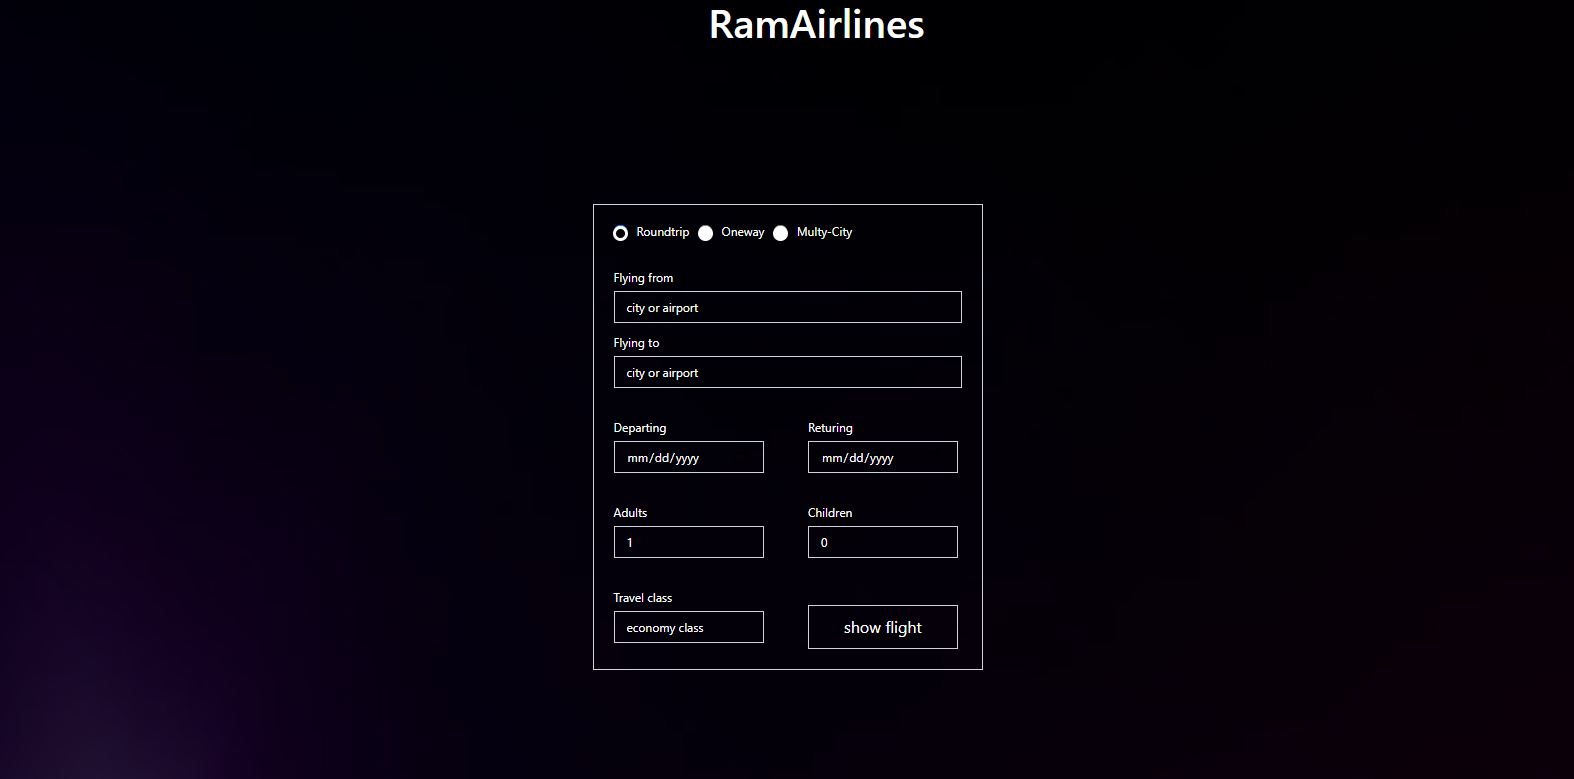 RamAirlines
Roundtrip Oneway Multy-City
Flying from
city or airport
Flying to
city or airport
Departing Returing
mm/dd/yyyy mm/dd/yyyy
Adults Children
1 0
Travel class
economy class show flight